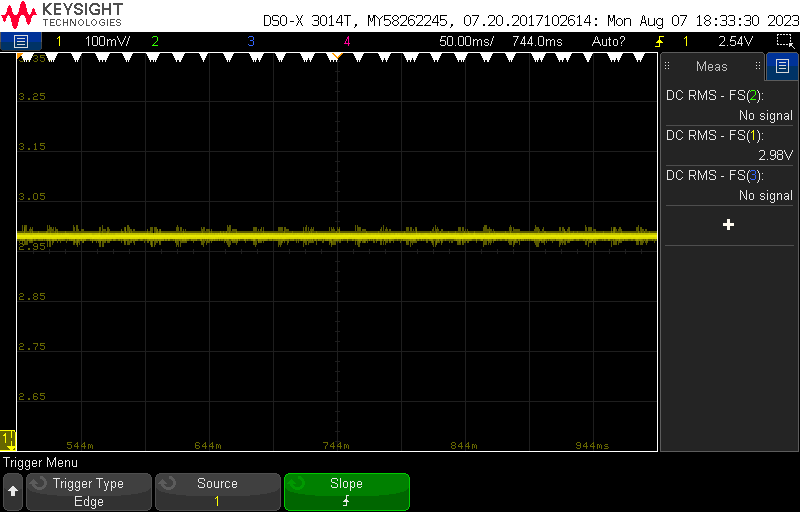 KEYSIGHT
TECHNOLOGIES
DSO-X 3014T, MY58262245, 07.20.2017102614: Mon Aug 07 18:33:30 2023
1 100mV/ 2 3 4 50.00ms/ 744.0ms Auto? 1 2.54V
3.35
3.25
3.15
3.05
2.95
2.85
2.75
2.65
544m 644m 744m 844m 944ms
1
Meas
DC RMS - FS(2):
No signal
DC RMS - FS(1):
2.98V
DC RMS - FS(3):
No signal
Trigger Menu
Trigger Type
Edge
Source
1
Slope